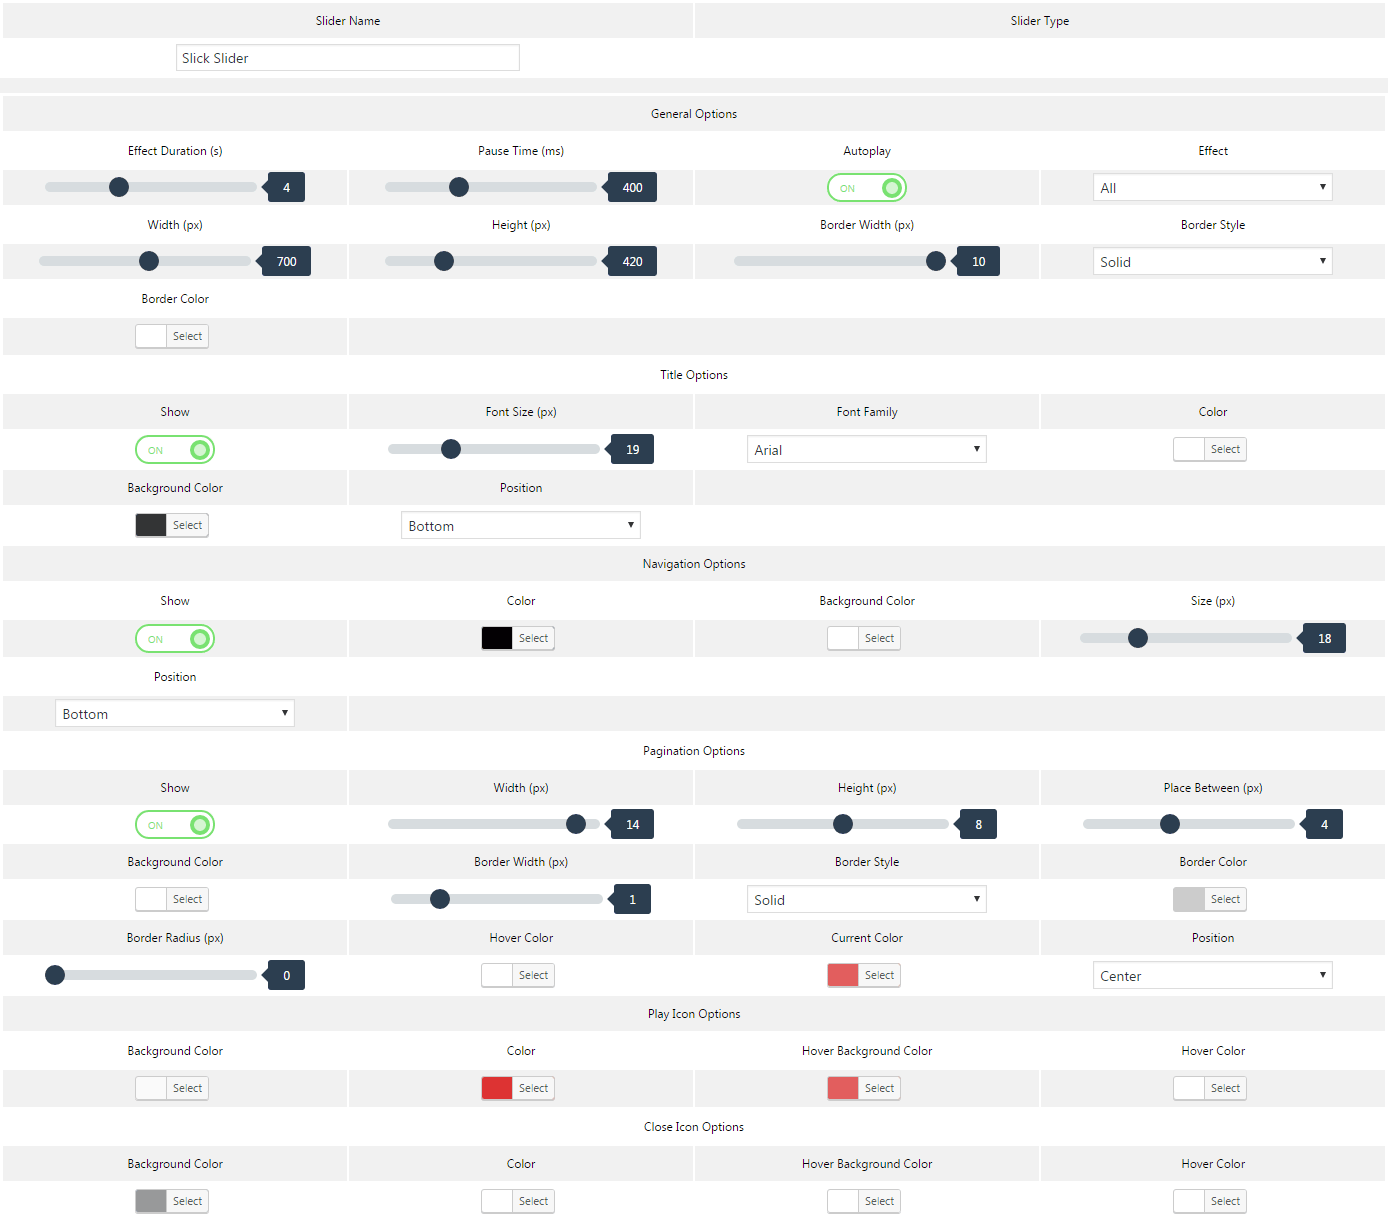 Slider Name Slider Type
Slick Slider
General Options
Effect Duration (s) Pause Time (ms) Autoplay Effect
4 400 ON All
Width (px) Height (px) Border Width (px) Border Style
700 420 10 Solid
Border Color
Select
Title Options
Show Font Size (px) Font Family Color
ON 19 Arial Select
Background Color Position
Select Bottom
Navigation Options
Show Color Background Color Size (px)
ON Select Select 18
Position
Bottom
Pagination Options
Show Width (px) Height (px) Place Between (px)
ON 14 8 4
Background Color Border Width (px) Border Style Border Color
Select 1 Solid Select
Border Radius (px) Hover Color Current Color Position
0 Select Select Center
Play Icon Options
Background Color Color Hover Background Color Hover Color
Select Select Select Select
Close Icon Options
Background Color Color Hover Background Color Hover Color
Select Select Select Select